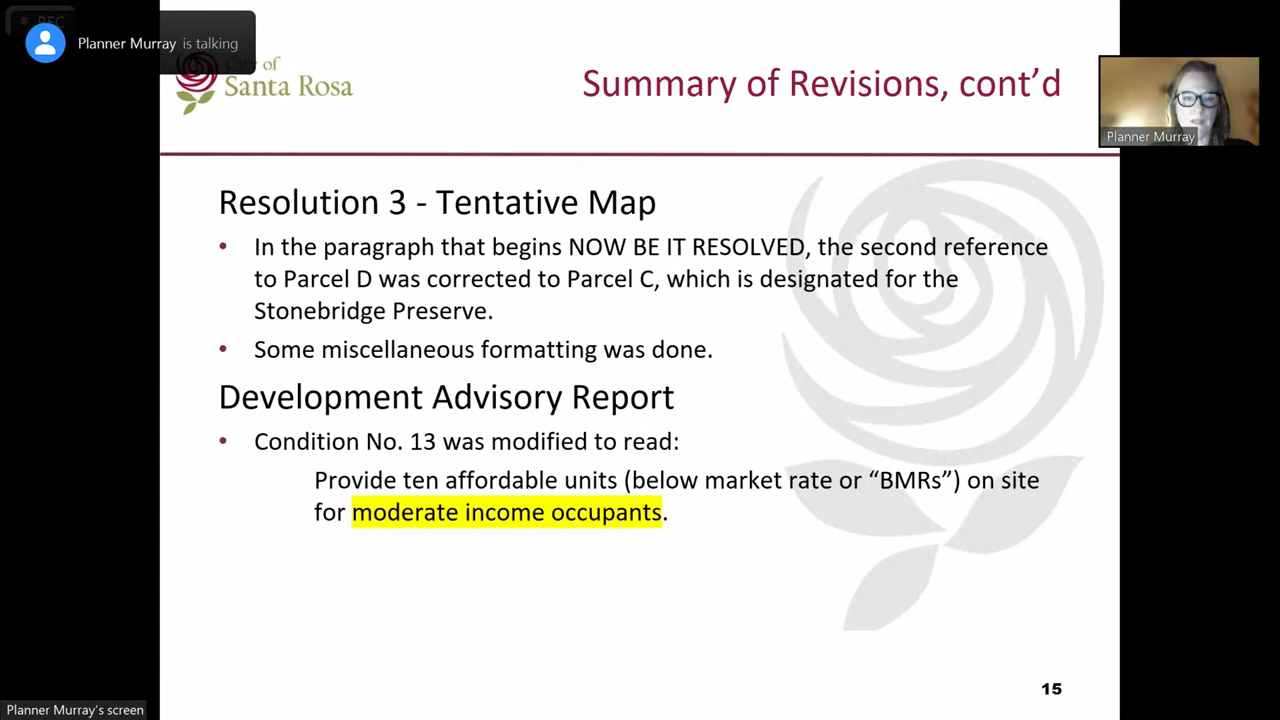 REC
Planner Murray is talking
City of
Santa Rosa
Summary of Revisions, cont’d
Planner Murray
Resolution 3 - Tentative Map
• In the paragraph that begins NOW BE IT RESOLVED, the second reference
to Parcel D was corrected to Parcel C, which is designated for the
Stonebridge Preserve.
• Some miscellaneous formatting was done.
Development Advisory Report
• Condition No. 13 was modified to read:
Provide ten affordable units (below market rate or “BMRs”) on site
for moderate income occupants.
15
Planner Murray's screen